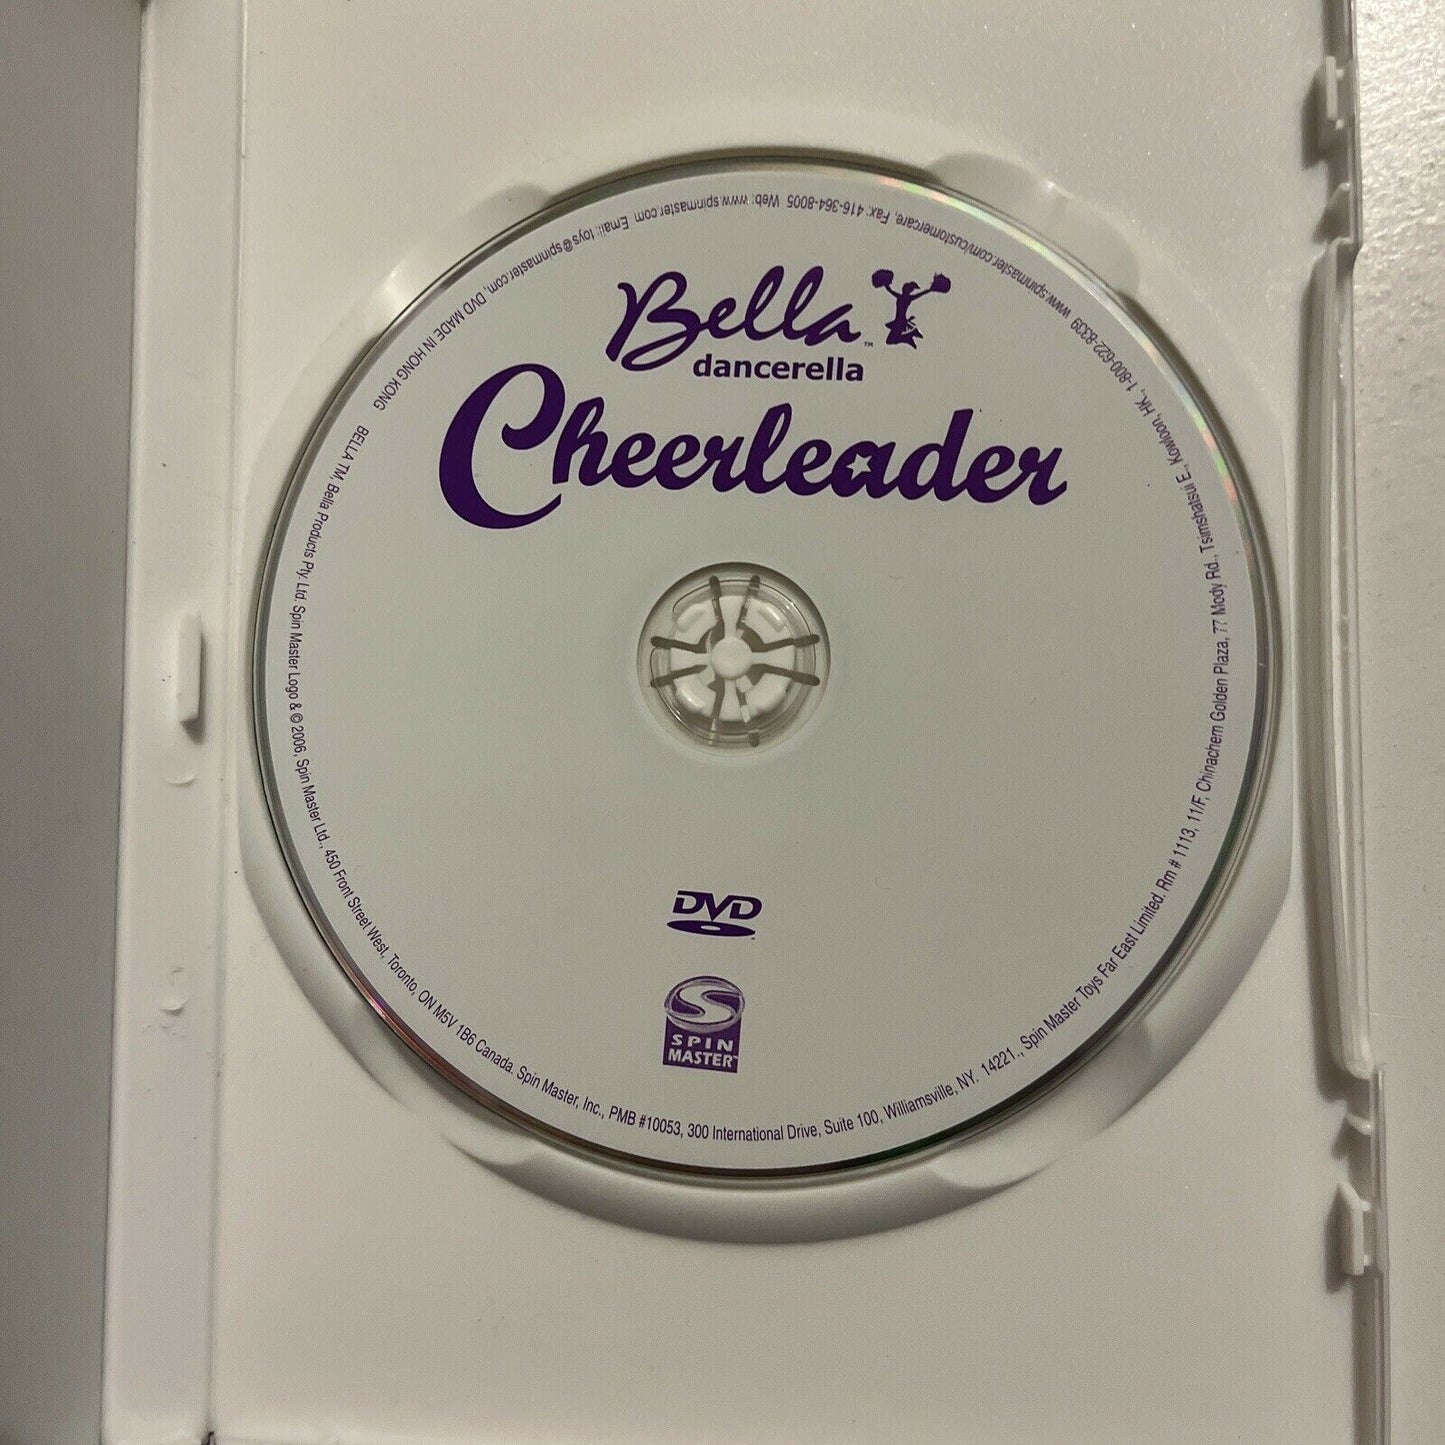 Bella™
dancerella
Cheerleader
DVD™
SPIN
MASTER™
BELLA TM, Bella Products Pty. Ltd. Spin Master Logo & © 2006, Spin Master Ltd., 450 Front Street West, Toronto, ON M5V 1B6 Canada. Spin Master, Inc., PMB #10053, 300 International Drive, Suite 100, Williamsville, NY. 14221., Spin Master Toys Far East Limited. Rm # 1113, 11/F, Chinachem Golden Plaza, 77 Mody Rd., Tsimshatsui E., Kowloon, HK., 1-800-622-8339 www.spinmaster.com/customercare, Fax: 416-364-8005 Web: www.spinmaster.com Email: toys@spinmaster.com, DVD MADE IN HONG KONG